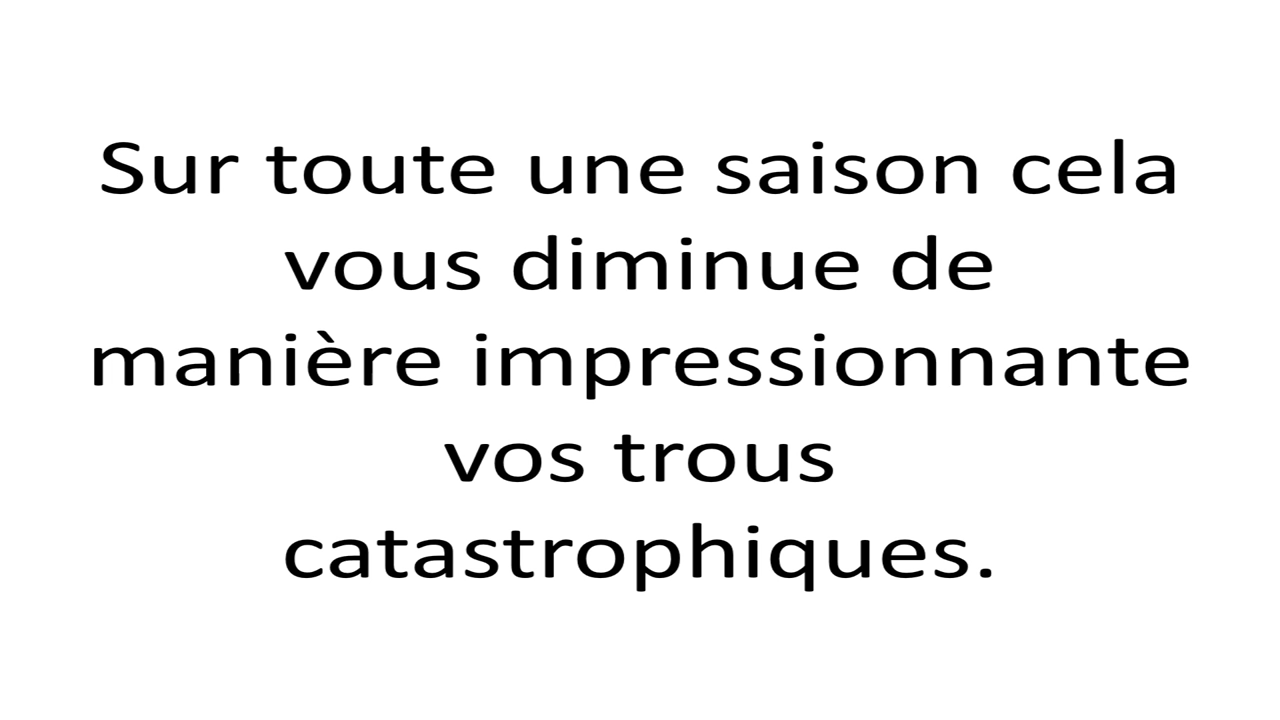 Sur toute une saison cela
vous diminue de
manière impressionnante
vos trous
catastrophiques.